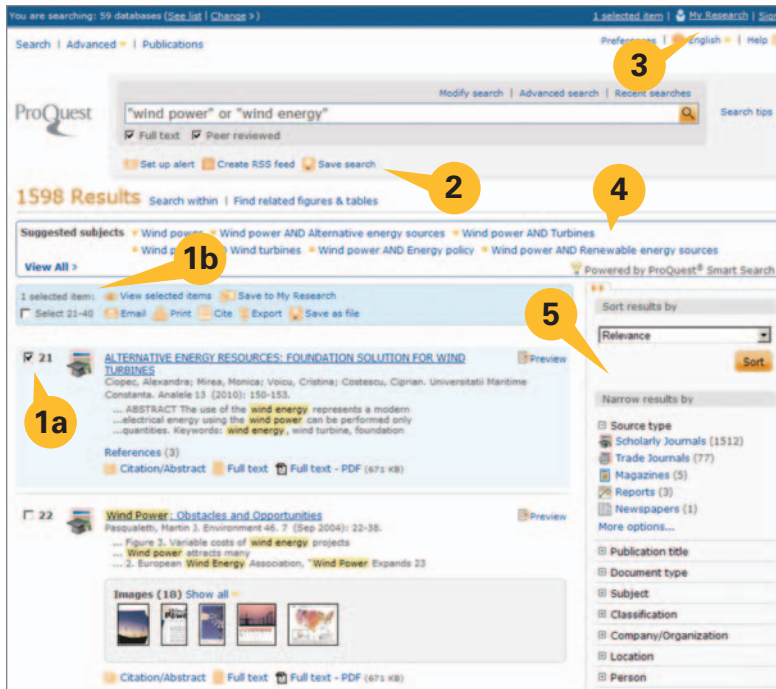 You are searching: 59 databases (See list | Change >)
1 selected item | My Research |
Search | Advanced | Publications
Preferences | English | Help
3
ProQuest
Modify search | Advanced search | Recent searches
"wind power" or "wind energy"
Search tips
Full text Peer reviewed
Set up alert Create RSS feed Save search
2
4
1598 Results Search within | Find related figures & tables
Suggested subjects Wind power Wind power AND Alternative energy sources Wind power AND Turbines
Wind Wind turbines Wind power AND Energy policy Wind power AND Renewable energy sources
View All >
1b
Powered by ProQuest® Smart Search
1 selected item: View selected items Save to My Research
Select 21-40 Email Print Cite Export Save as file
5
Sort results by
Relevance
Sort
21 ALTERNATIVE ENERGY RESOURCES: FOUNDATION SOLUTION FOR WIND
TURBINES
Preview
Ciopec, Alexandra; Mirea, Monica; Voicu, Cristina; Costescu, Ciprian. Universitatii Maritime
Constanta. Analele 13 (2010): 150-153.
1a
... ABSTRACT The use of the wind energy represents a modern
...electrical energy using the wind power can be performed only
...quantities. Keywords: wind energy, wind turbine, foundation
References (3)
Citation/Abstract Full text Full text - PDF (671 KB)
Narrow results by
Source type
Scholarly Journals (1512)
Trade Journals (77)
Magazines (5)
Reports (3)
Newspapers (1)
More options...
Publication title
Document type
Subject
Classification
Company/Organization
Location
Person
22 Wind Power: Obstacles and Opportunities
Preview
Pasqualetti, Martin J. Environment 46. 7 (Sep 2004): 22-38.
... Figure 3. Variable costs of wind energy projects
... Wind power attracts many
... 2. European Wind Energy Association, "Wind Power Expands 23
Images (18) Show all
Citation/Abstract Full text Full text - PDF (671 KB)